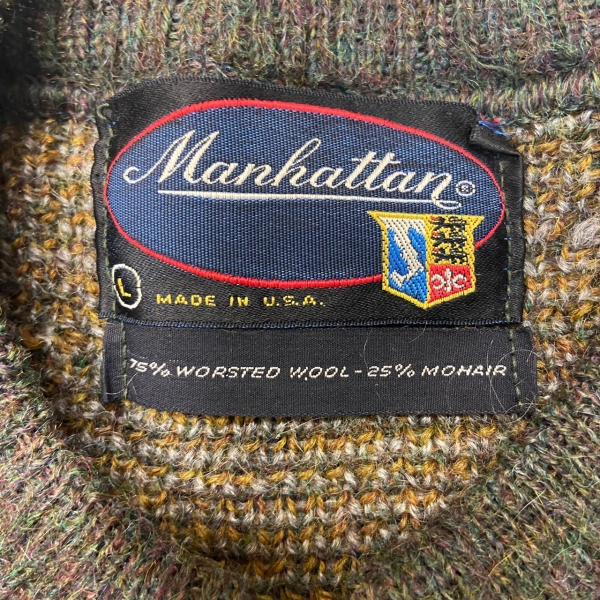 Manhattan®
L MADE IN U.S.A.
75% WORSTED WOOL - 25% MOHAIR